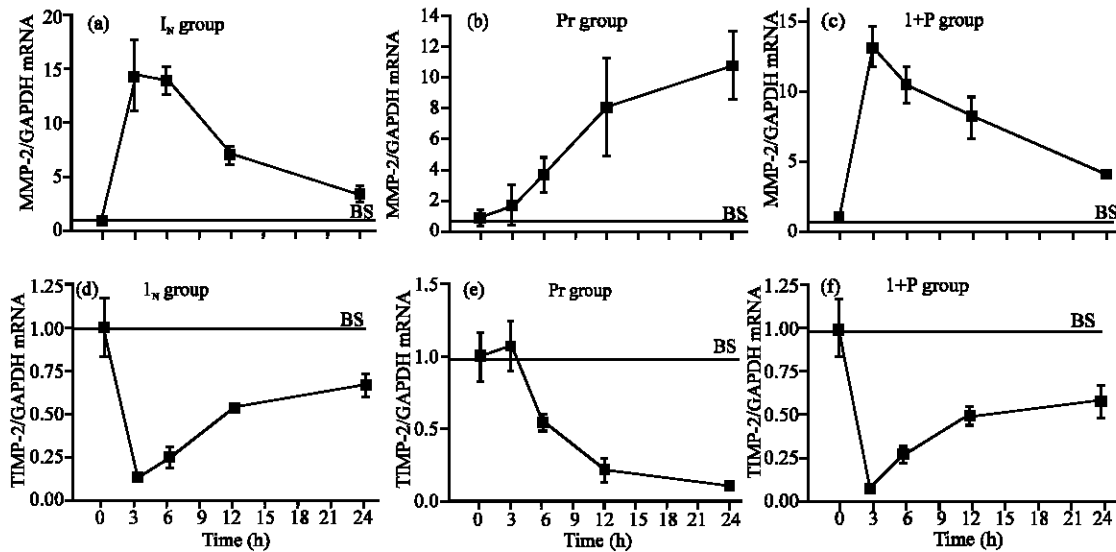 (a) I_N group
MMP-2/GAPDH mRNA
20
15
10
5
0
BS
(b) Pr group
MMP-2/GAPDH mRNA
14
12
10
8
6
4
2
0
BS
(c) 1+P group
MMP-2/GAPDH mRNA
15
10
5
0
BS
(d) 1_N group
TIMP-2/GAPDH mRNA
1.25
1.00
0.75
0.50
0.25
0.00
BS
0 3 6 9 12 15 18 21 24
Time (h)
(e) Pr group
TIMP-2/GAPDH mRNA
1.5
1.0
0.5
0.0
BS
0 3 6 9 12 15 18 21 24
Time (h)
(f) 1+P group
TIMP-2/GAPDH mRNA
1.25
1.00
0.75
0.50
0.25
0.00
BS
0 3 6 9 12 15 18 21 24
Time (h)